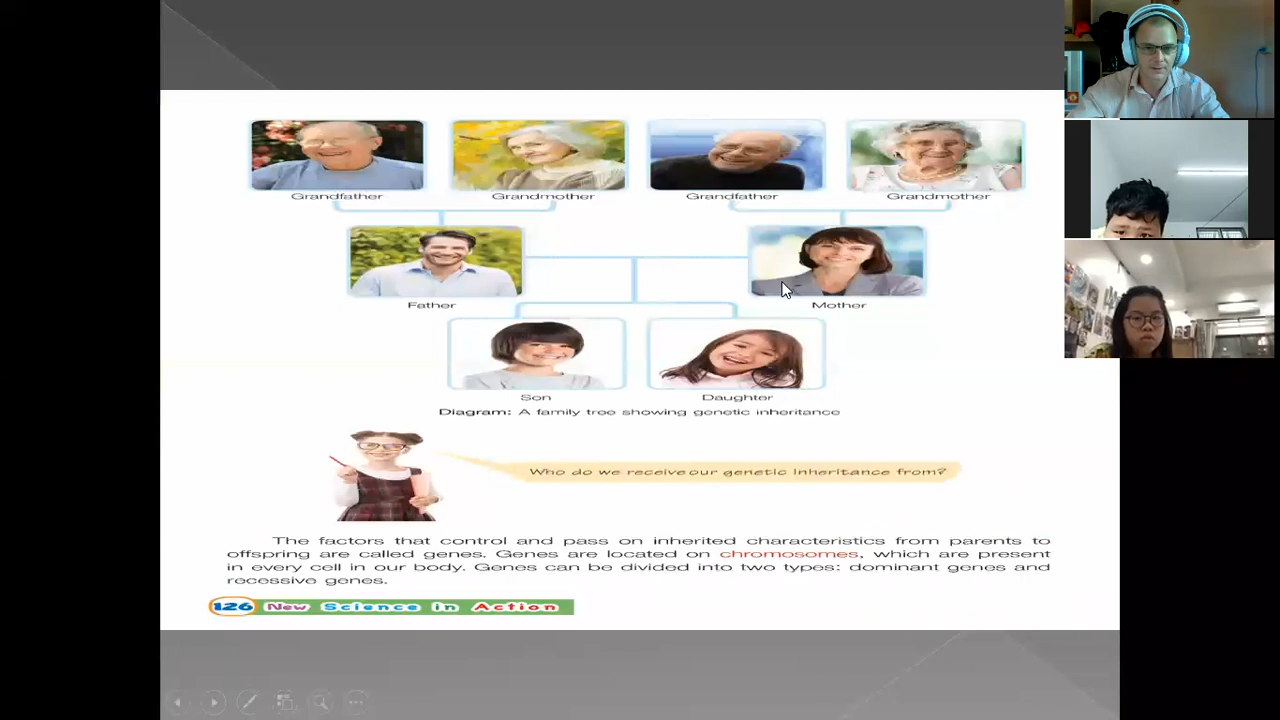 Grandfather Grandmother Grandfather Grandmother
Father Mother
Son Daughter
Diagram: A family tree showing genetic inheritance
Who do we receive our genetic inheritance from?
The factors that control and pass on inherited characteristics from parents to
offspring are called genes. Genes are located on chromosomes, which are present
in every cell in our body. Genes can be divided into two types: dominant genes and
recessive genes.
126 New Science in Action